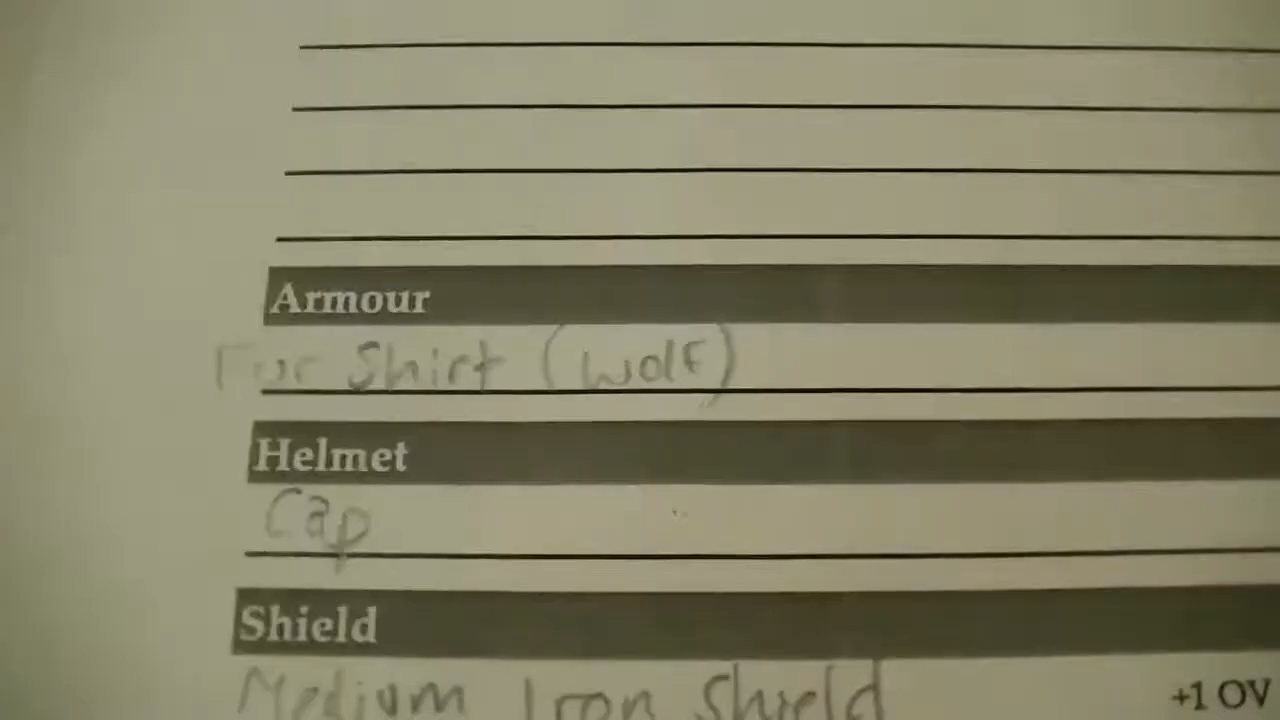 Armour
Fur Shirt (Wolf)
Helmet
Cap
Shield
Medium Iron Shield +1 OV